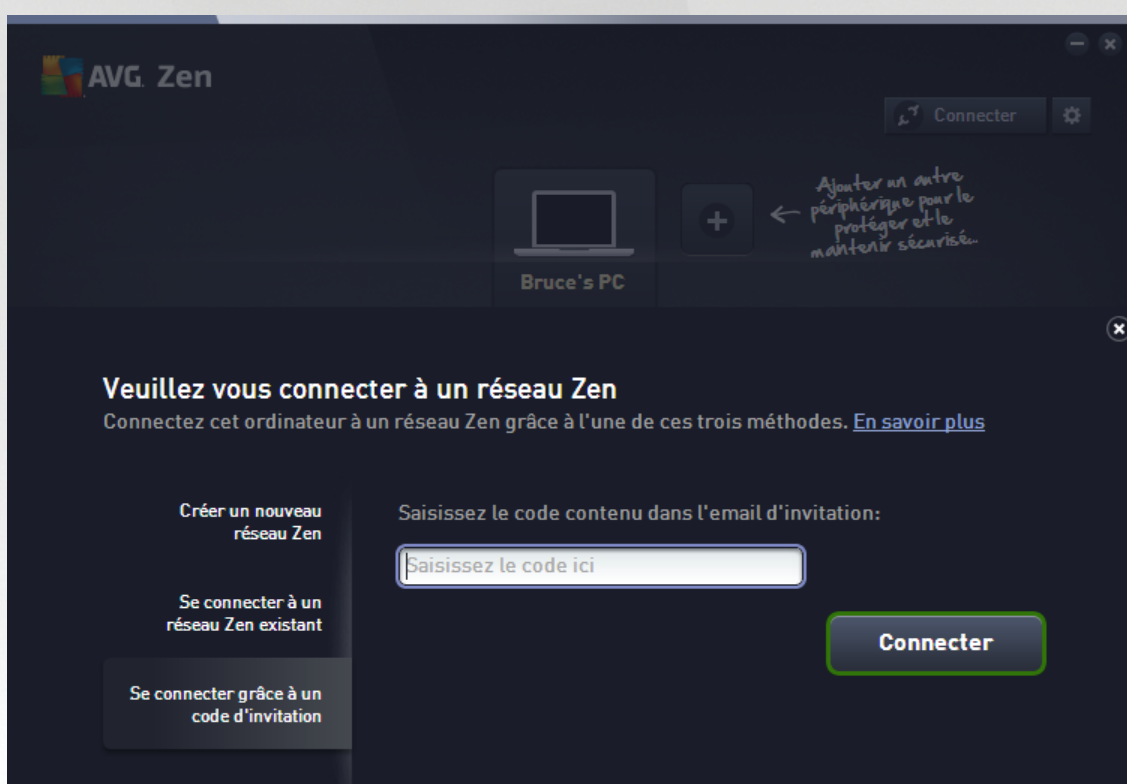 AVG. Zen
Connecter
Ajouter un autre
périphérique pour le
protéger et le
maintenir sécurisé...
Bruce's PC
Veuillez vous connecter à un réseau Zen
Connectez cet ordinateur à un réseau Zen grâce à l'une de ces trois méthodes. En savoir plus
Créer un nouveau
réseau Zen
Se connecter à un
réseau Zen existant
Se connecter grâce à un
code d'invitation
Saisissez le code contenu dans l'email d'invitation:
Saisissez le code ici
Connecter